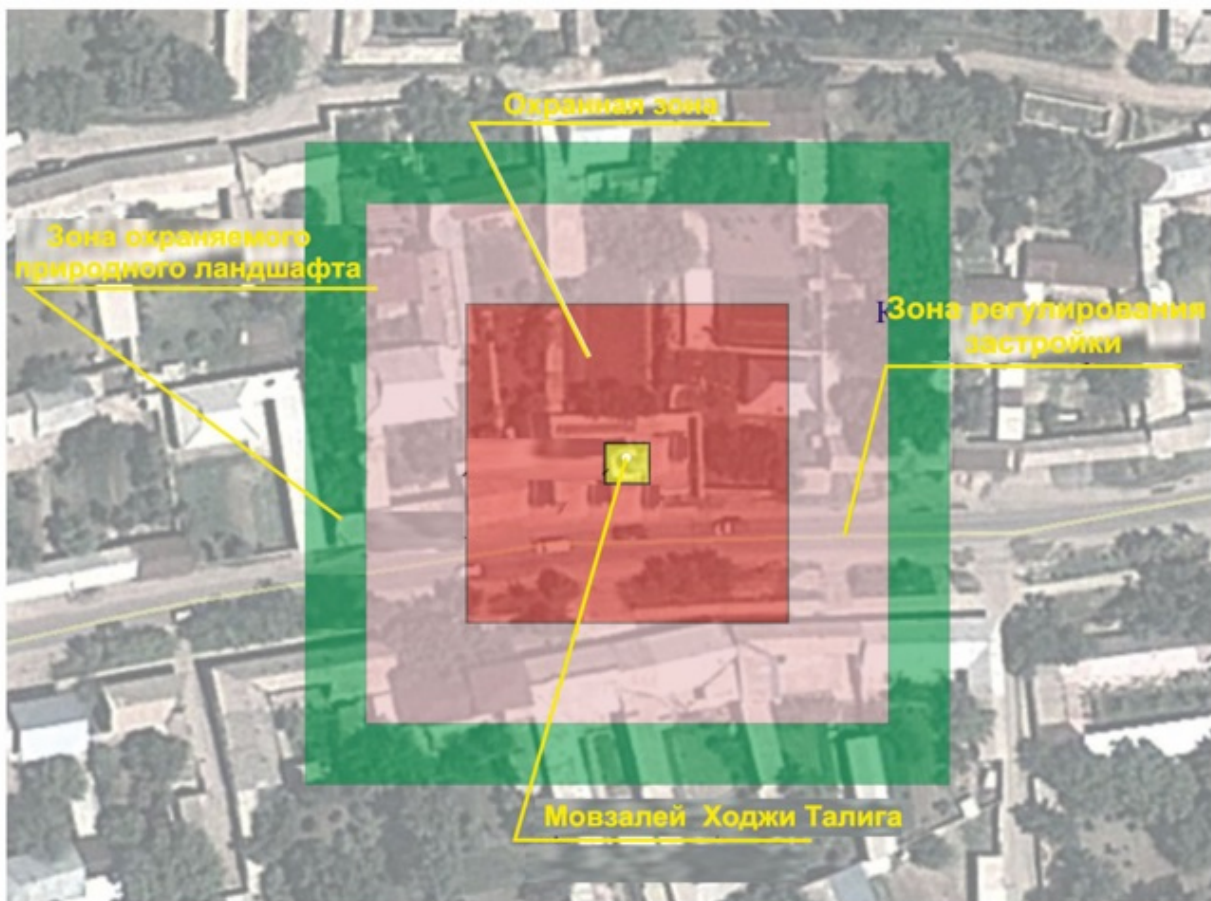 Охранная зона
Зона охраняемого
природного ландшафта
К
Зона регулирования
застройки
Мовзалей Ходжи Талига